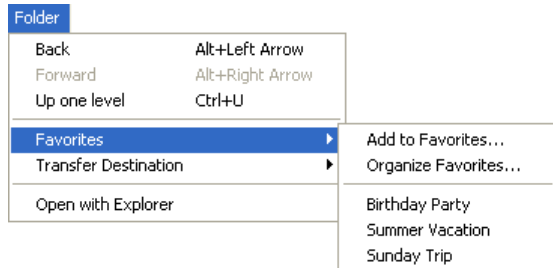 Folder
Back Alt+Left Arrow
Forward Alt+Right Arrow
Up one level Ctrl+U
Favorites
Transfer Destination
Open with Explorer
Add to Favorites...
Organize Favorites...
Birthday Party
Summer Vacation
Sunday Trip